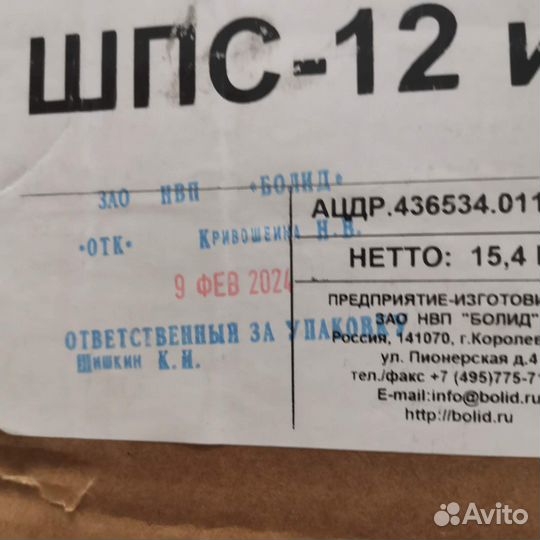 ШПС-12
ЗАО НВП «БОЛИД»
•ОТК• Кривошеина Н.В.
9 ФЕВ 2024
ОТВЕТСТВЕННЫЙ ЗА УПАКОВКУ
Шишкин К.И.
АЦДР.436534.011
НЕТТО: 15,4
ПРЕДПРИЯТИЕ-ИЗГОТОВИ
ЗАО НВП "БОЛИД"
Россия, 141070, г.Королев
ул. Пионерская д.4
тел./факс +7 (495)775-71
E-mail:info@bolid.ru
http://bolid.ru
Avito